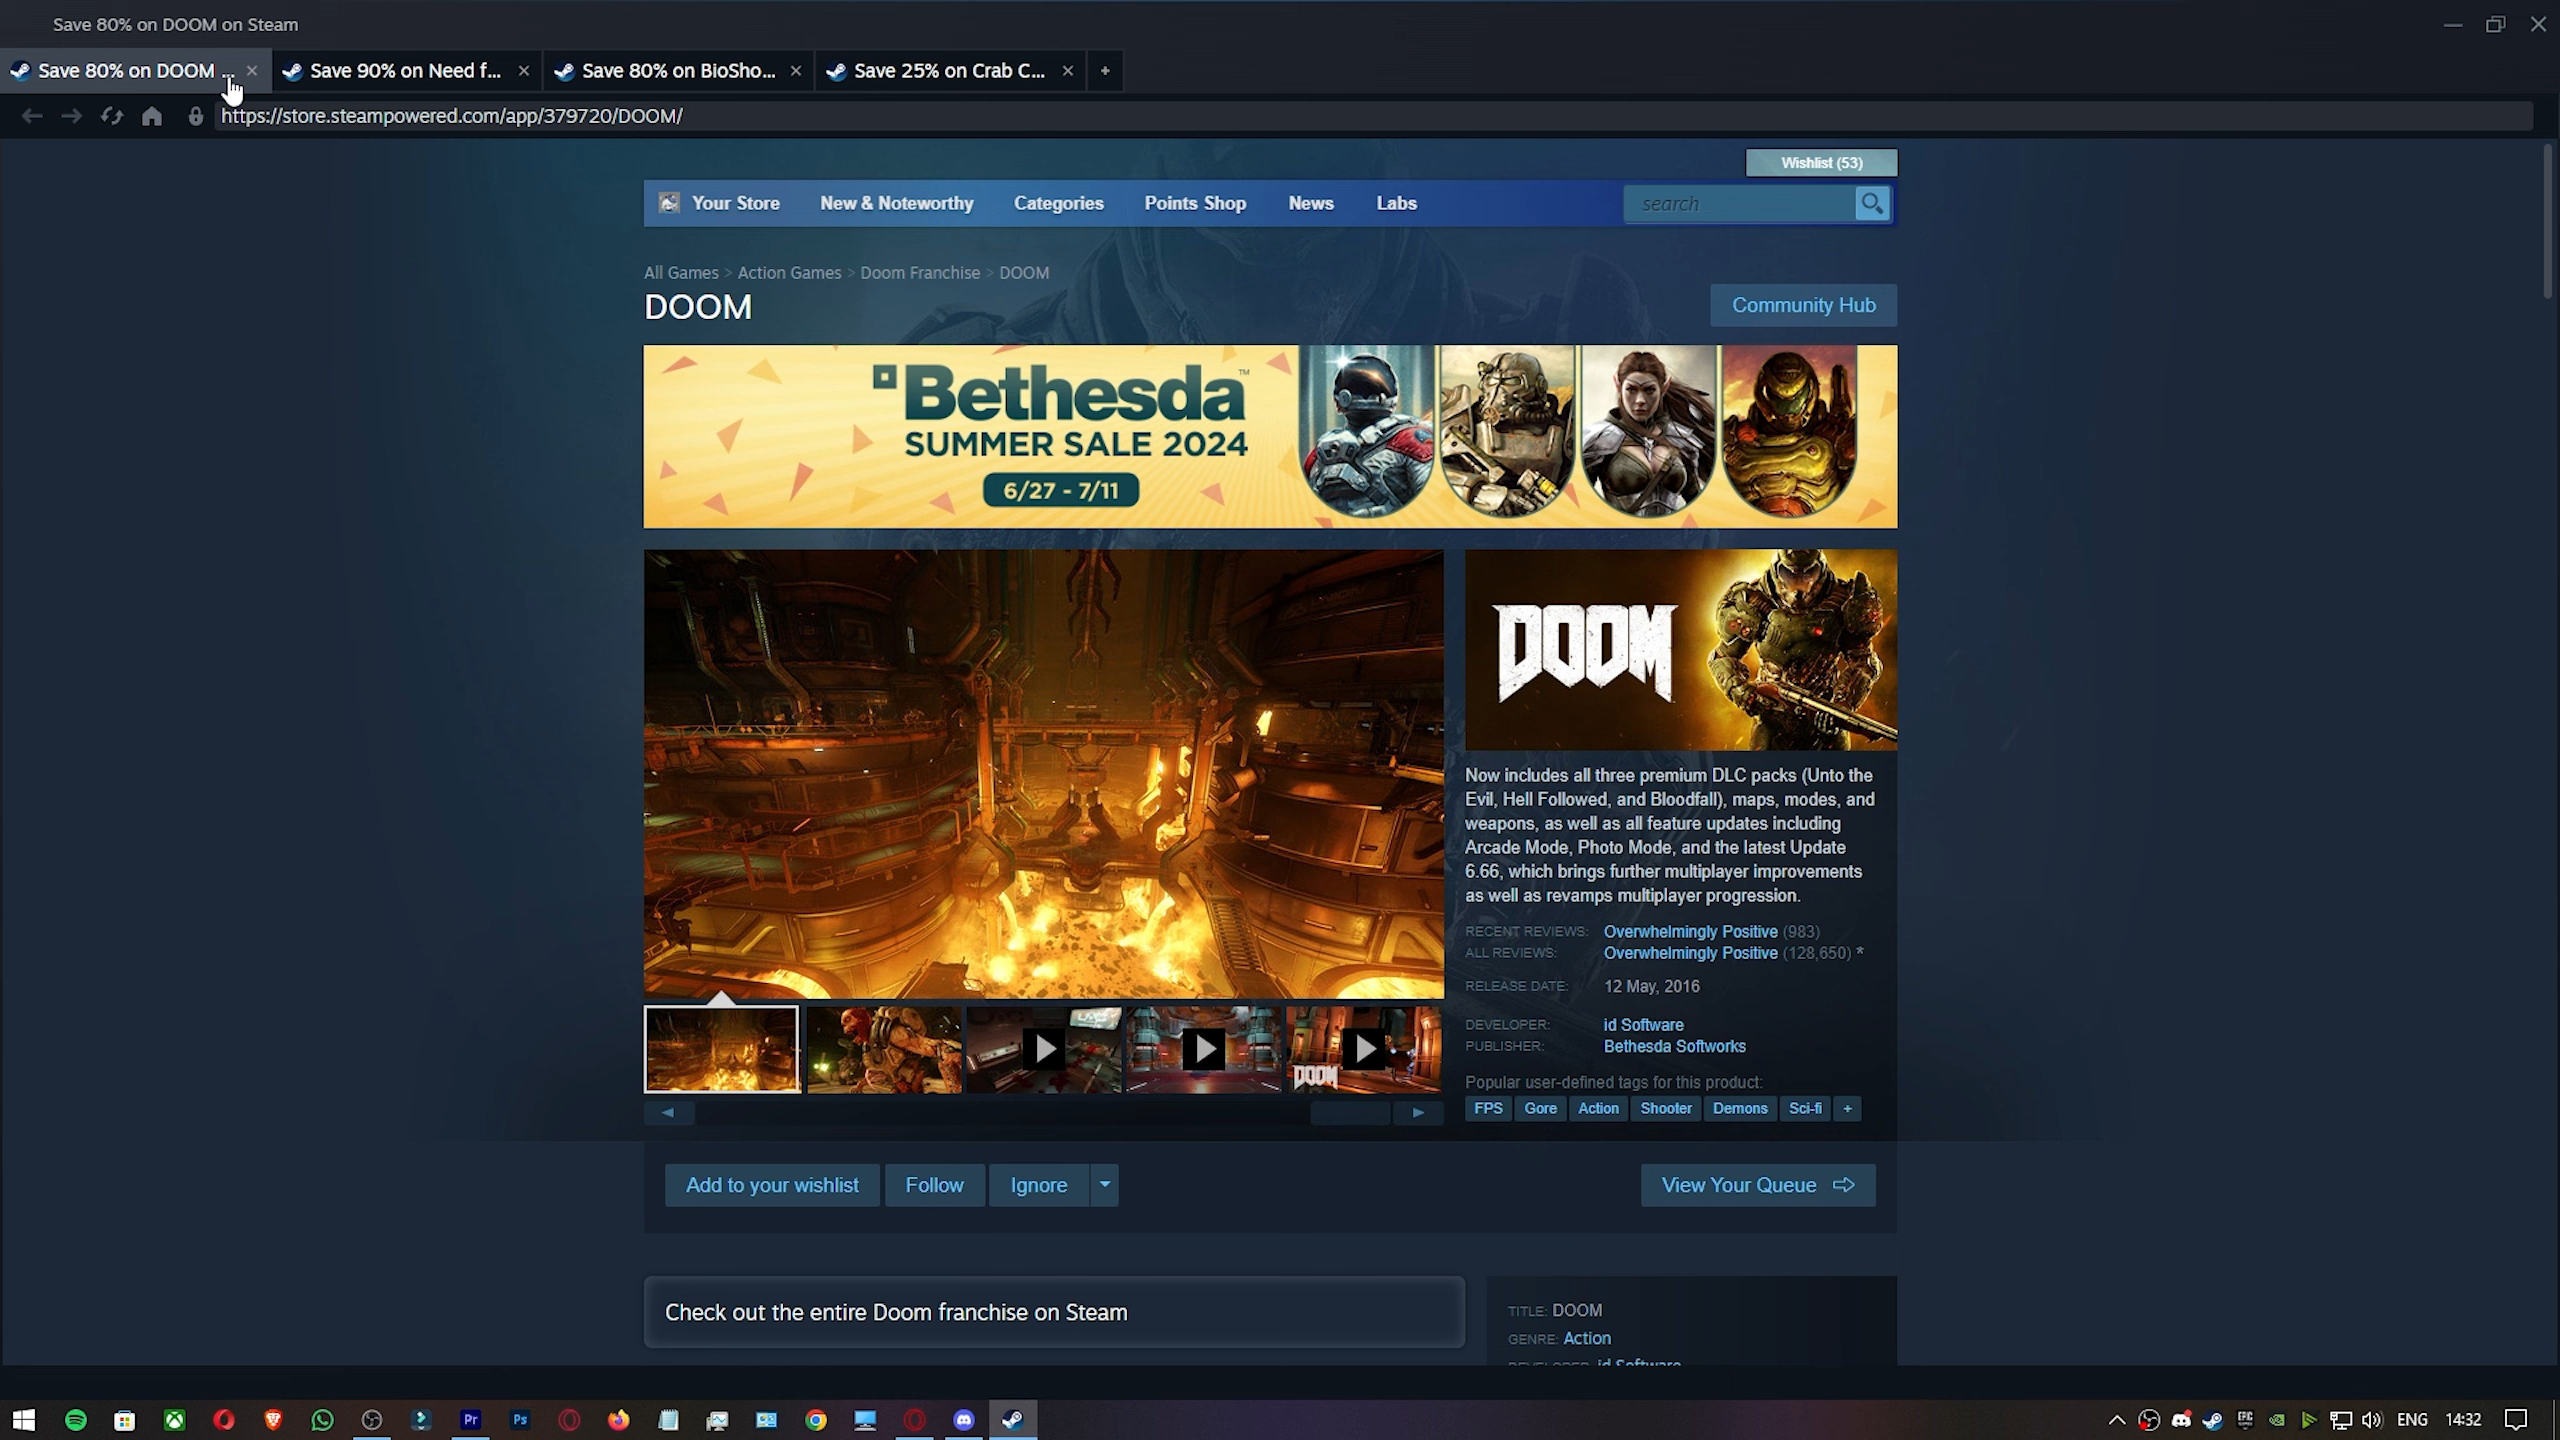 Save 80% on DOOM on Steam
Save 80% on DOOM ...
Save 90% on Need f...
Save 80% on BioSho...
Save 25% on Crab C...
https://store.steampowered.com/app/379720/DOOM/
Wishlist (53)
Your Store New & Noteworthy Categories Points Shop News Labs search
All Games > Action Games > Doom Franchise > DOOM
DOOM
Community Hub
Bethesda™
SUMMER SALE 2024
6/27 - 7/11
DOOM
Now includes all three premium DLC packs (Unto the
Evil, Hell Followed, and Bloodfall), maps, modes, and
weapons, as well as all feature updates including
Arcade Mode, Photo Mode, and the latest Update
6.66, which brings further multiplayer improvements
as well as revamps multiplayer progression.
RECENT REVIEWS: Overwhelmingly Positive (983)
ALL REVIEWS: Overwhelmingly Positive (128,650) *
RELEASE DATE: 12 May, 2016
DEVELOPER: id Software
PUBLISHER: Bethesda Softworks
Popular user-defined tags for this product:
FPS Gore Action Shooter Demons Sci-fi +
DOOM
Add to your wishlist Follow Ignore View Your Queue
Check out the entire Doom franchise on Steam
TITLE: DOOM
GENRE: Action
DEVELOPER: id Software
Pr Ps
EPIC
ENG 14:32